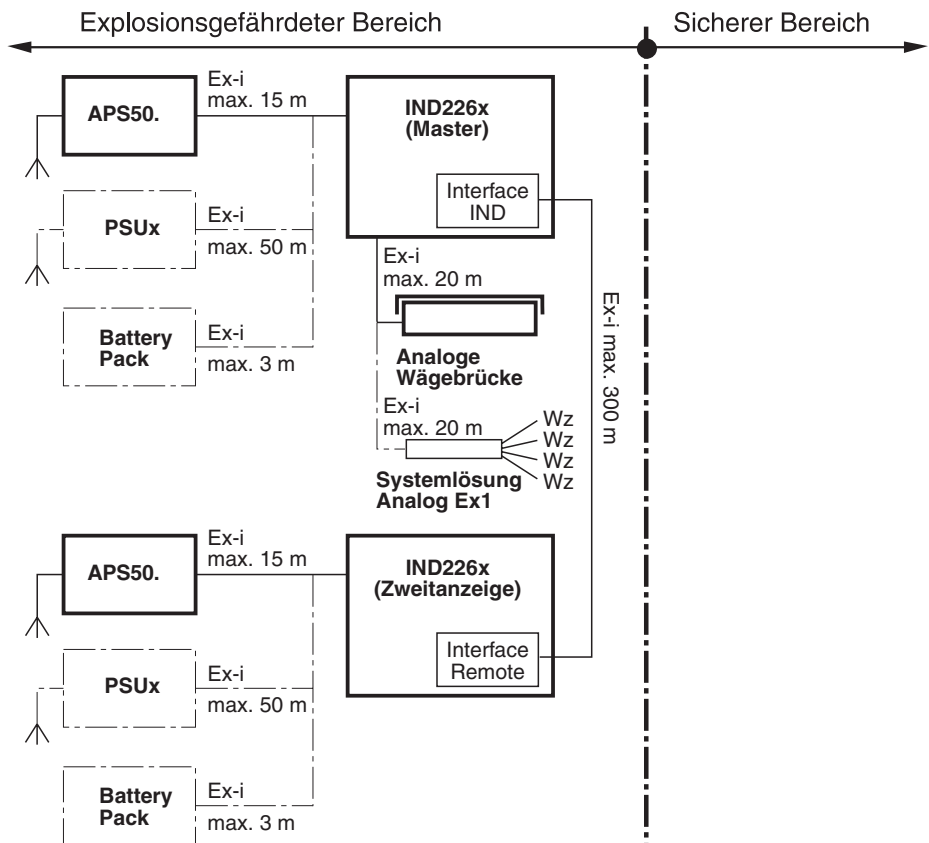 Explosionsgefährdeter Bereich
Sicherer Bereich
APS50.
Ex-i
max. 15 m
IND226x
(Master)
Interface
IND
PSUx
Ex-i
max. 50 m
Battery
Pack
Ex-i
max. 3 m
Ex-i
max. 20 m
Analoge
Wägebrücke
Ex-i
max. 20 m
Wz
Wz
Wz
Wz
Systemlösung
Analog Ex1
Ex-i max. 300 m
APS50.
Ex-i
max. 15 m
IND226x
(Zweitanzeige)
Interface
Remote
PSUx
Ex-i
max. 50 m
Battery
Pack
Ex-i
max. 3 m